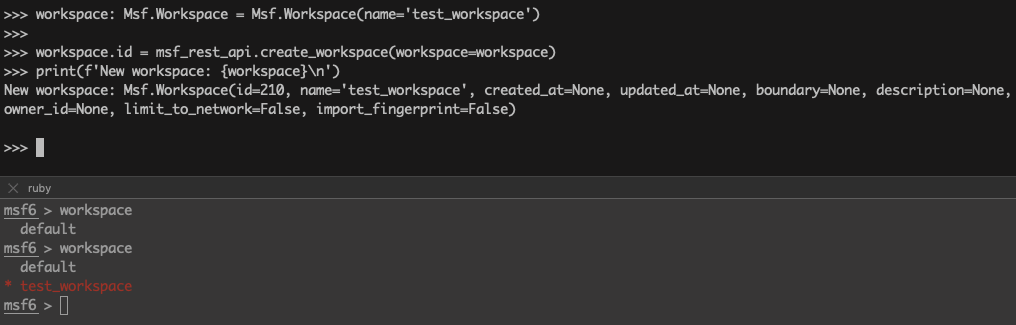 >>> workspace: Msf.Workspace = Msf.Workspace(name='test_workspace')
>>>
>>> workspace.id = msf_rest_api.create_workspace(workspace=workspace)
>>> print(f'New workspace: {workspace}\n')
New workspace: Msf.Workspace(id=210, name='test_workspace', created_at=None, updated_at=None, boundary=None, description=None,
owner_id=None, limit_to_network=False, import_fingerprint=False)
>>>
ruby
msf6 > workspace
default
msf6 > workspace
default
* test_workspace
msf6 >